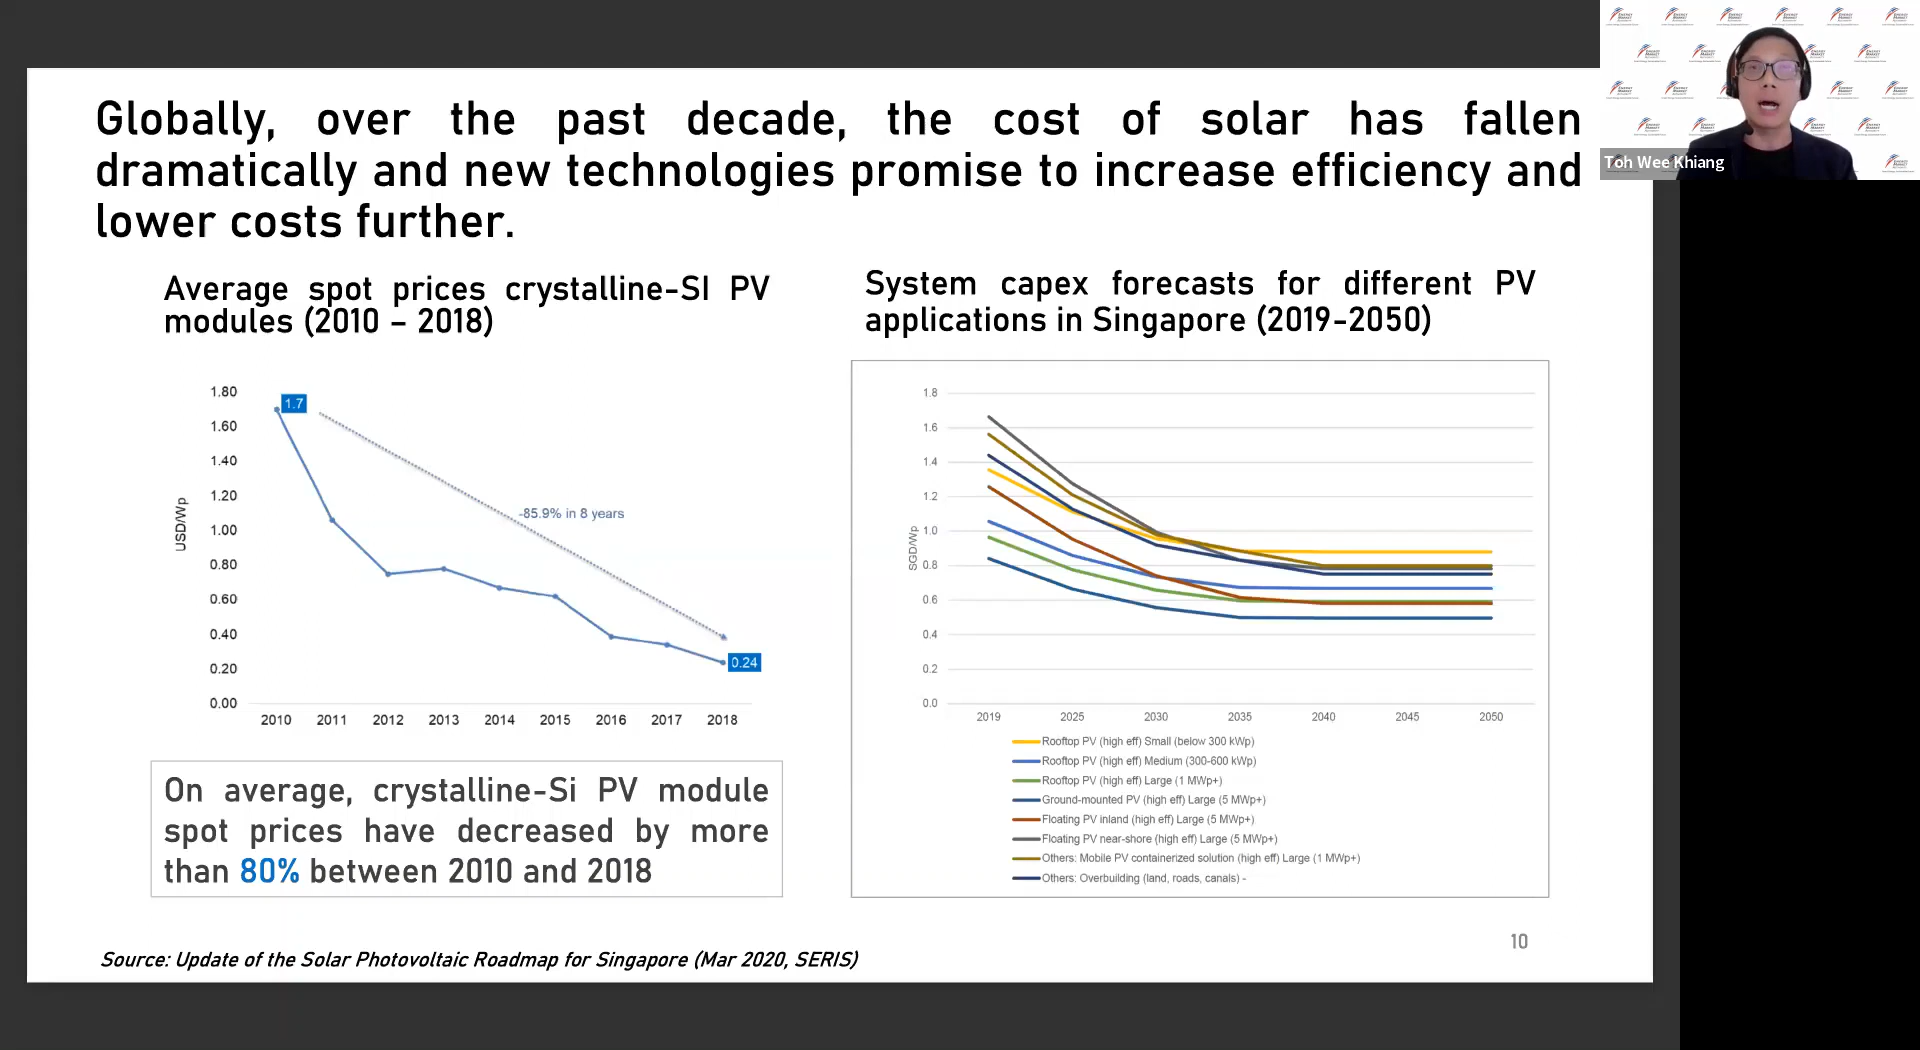 Globally, over the past decade, the cost of solar has fallen
dramatically and new technologies promise to increase efficiency and
lower costs further.
Toh Wee Khiang
Average spot prices crystalline-SI PV
modules (2010 – 2018)
1.80
1.60
1.40
1.20
1.00
0.80
0.60
0.40
0.20
0.00
USD/Wp
1.7
-85.9% in 8 years
0.24
2010 2011 2012 2013 2014 2015 2016 2017 2018
On average, crystalline-Si PV module
spot prices have decreased by more
than 80% between 2010 and 2018
System capex forecasts for different PV
applications in Singapore (2019-2050)
1.8
1.6
1.4
1.2
1.0
0.8
0.6
0.4
0.2
0.0
SGD/Wp
2019 2025 2030 2035 2040 2045 2050
Rooftop PV (high eff) Small (below 300 kWp)
Rooftop PV (high eff) Medium (300-600 kWp)
Rooftop PV (high eff) Large (1 MWp+)
Ground-mounted PV (high eff) Large (5 MWp+)
Floating PV inland (high eff) Large (5 MWp+)
Floating PV near-shore (high eff) Large (5 MWp+)
Others: Mobile PV containerized solution (high eff) Large (1 MWp+)
Others: Overbuilding (land, roads, canals) -
10
Source: Update of the Solar Photovoltaic Roadmap for Singapore (Mar 2020, SERIS)